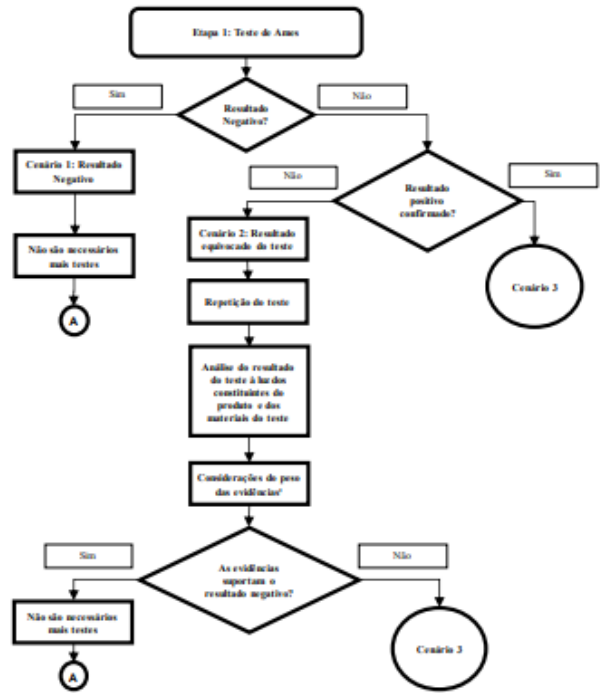 Etapa 1: Teste de Ames
Sim
Não
Resultado
Negativo?
Cenário 1: Resultado
Negativo
Não
Resultado
positivo
confirmado?
Sim
Não são necessários
mais testes
Cenário 2: Resultado
equivocado do teste
Cenário 3
A
Repetição do teste
Análise do resultado
do teste à luz dos
constituintes do
produto e dos
materiais do teste
Considerações do peso
das evidências
Sim
Não
As evidências
suportam o
resultado negativo?
Não são necessários
mais testes
Cenário 3
A